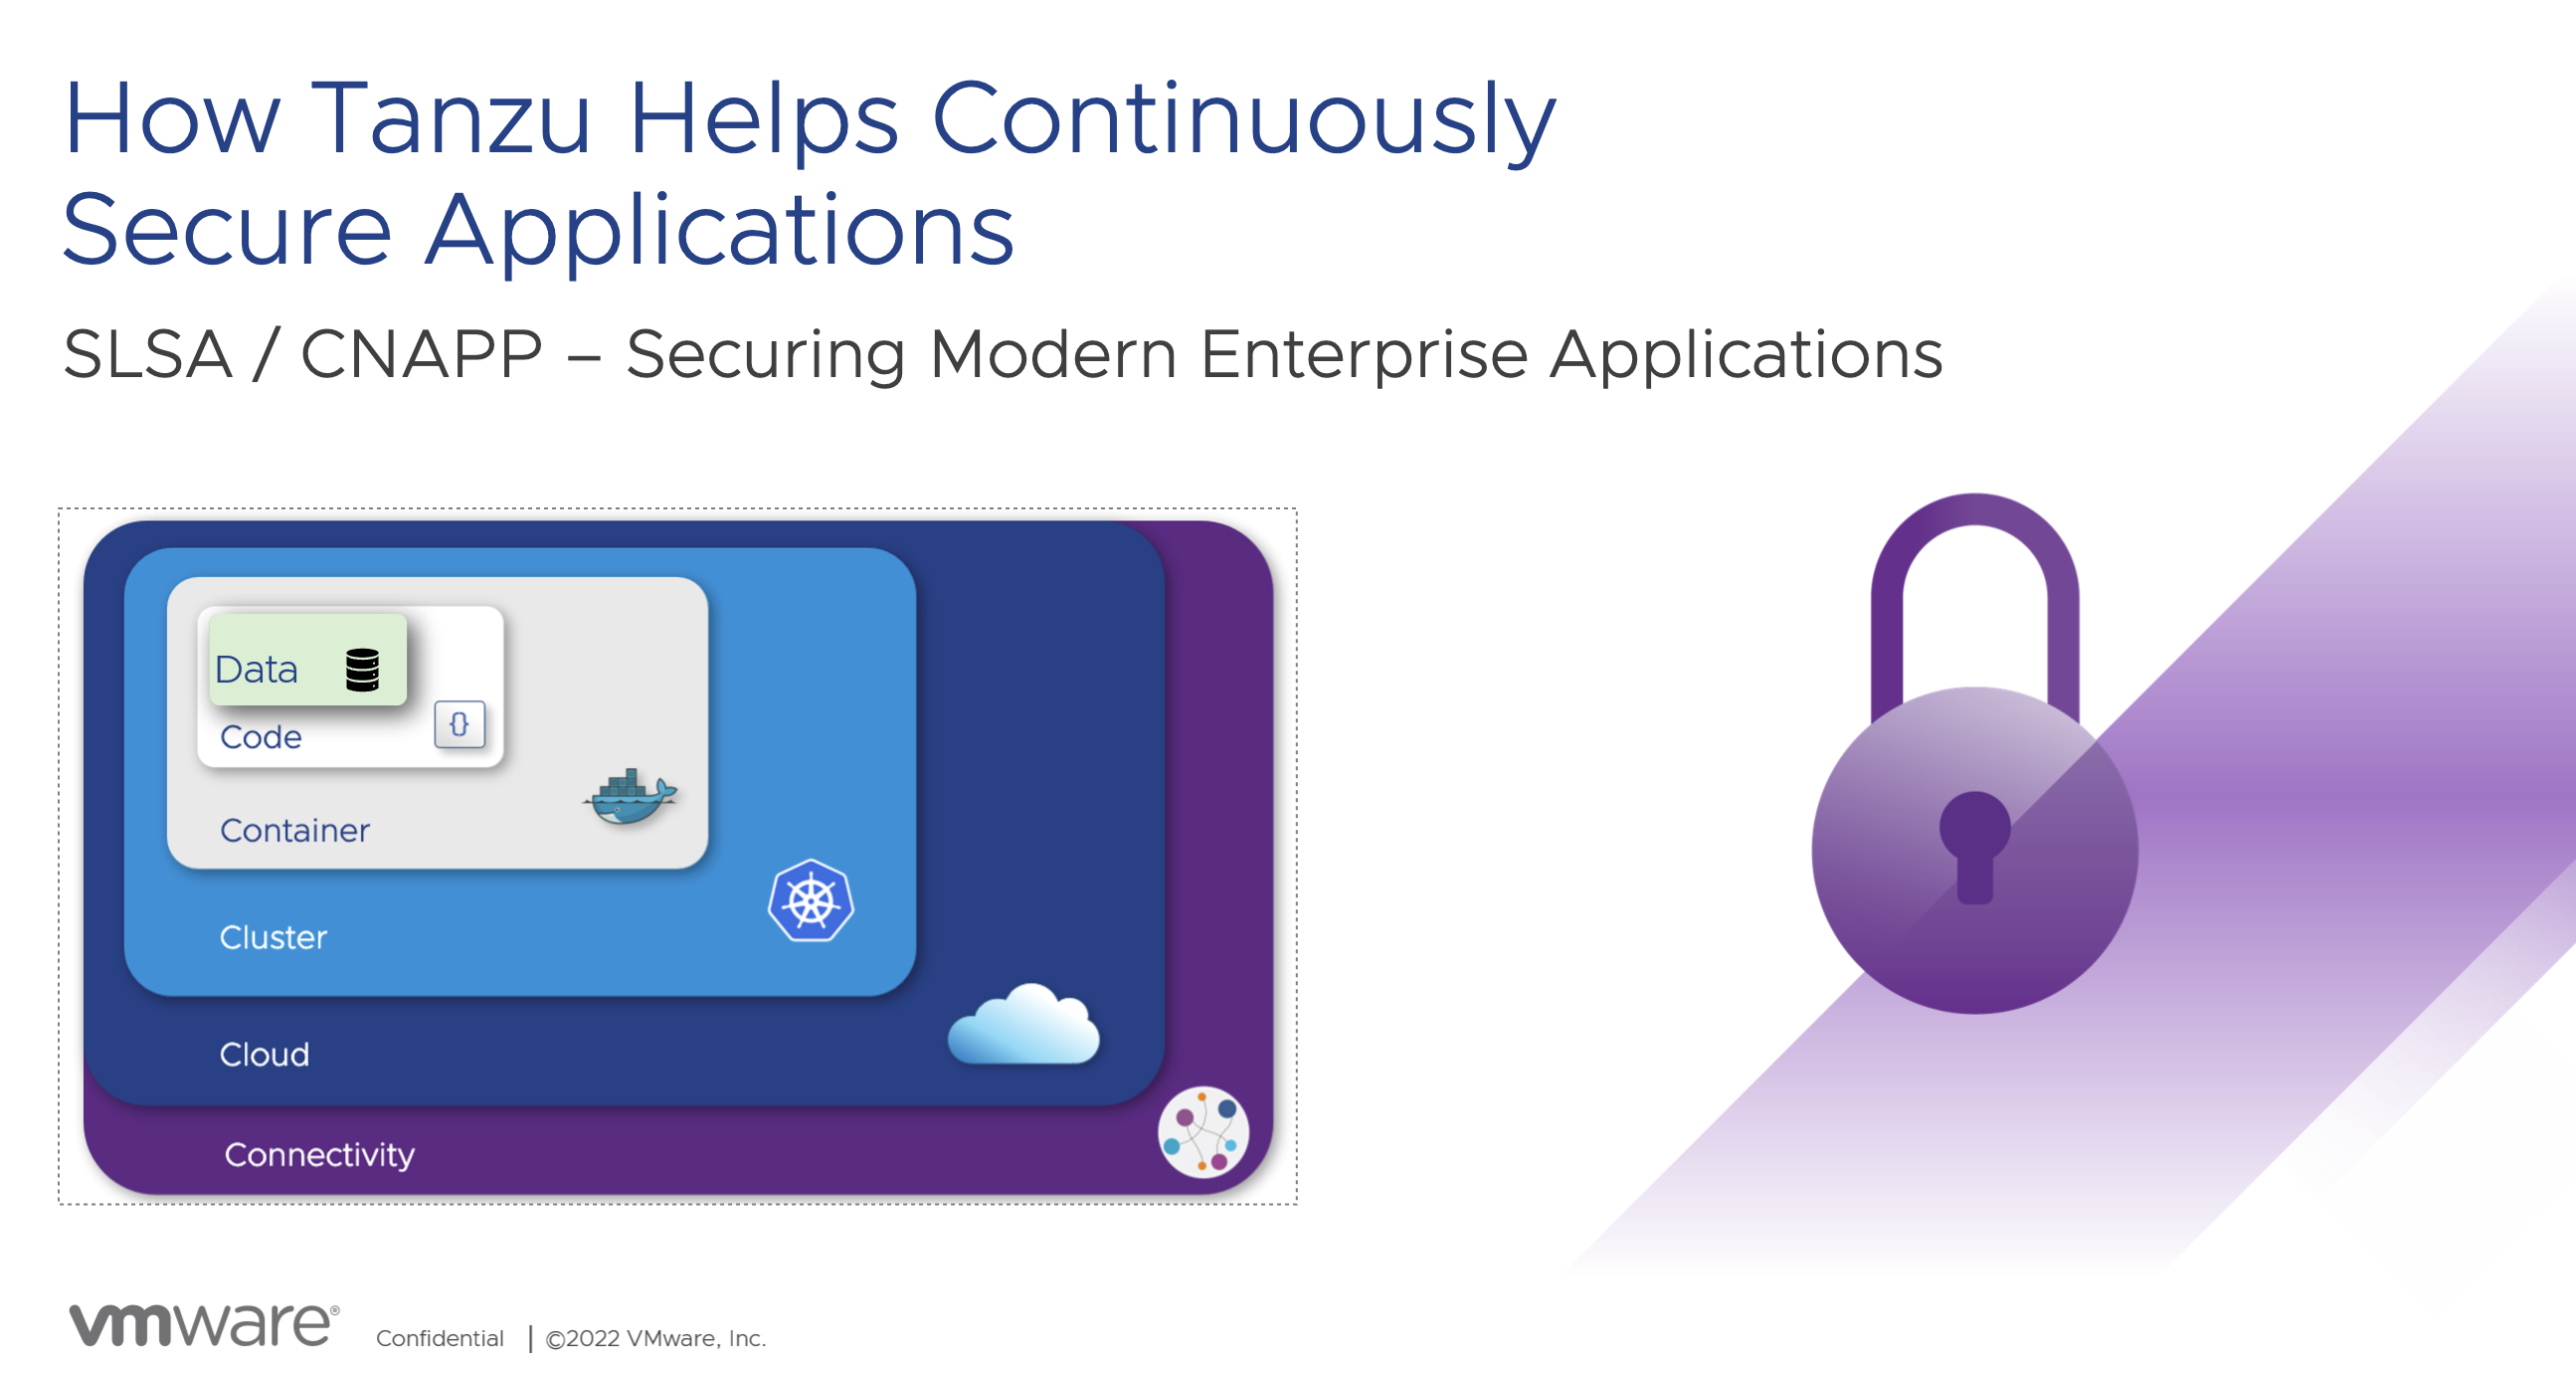 How Tanzu Helps Continuously
Secure Applications
SLSA / CNAPP – Securing Modern Enterprise Applications
Data
Code
{}
Container
Cluster
Cloud
Connectivity
vmware®
Confidential | ©2022 VMware, Inc.